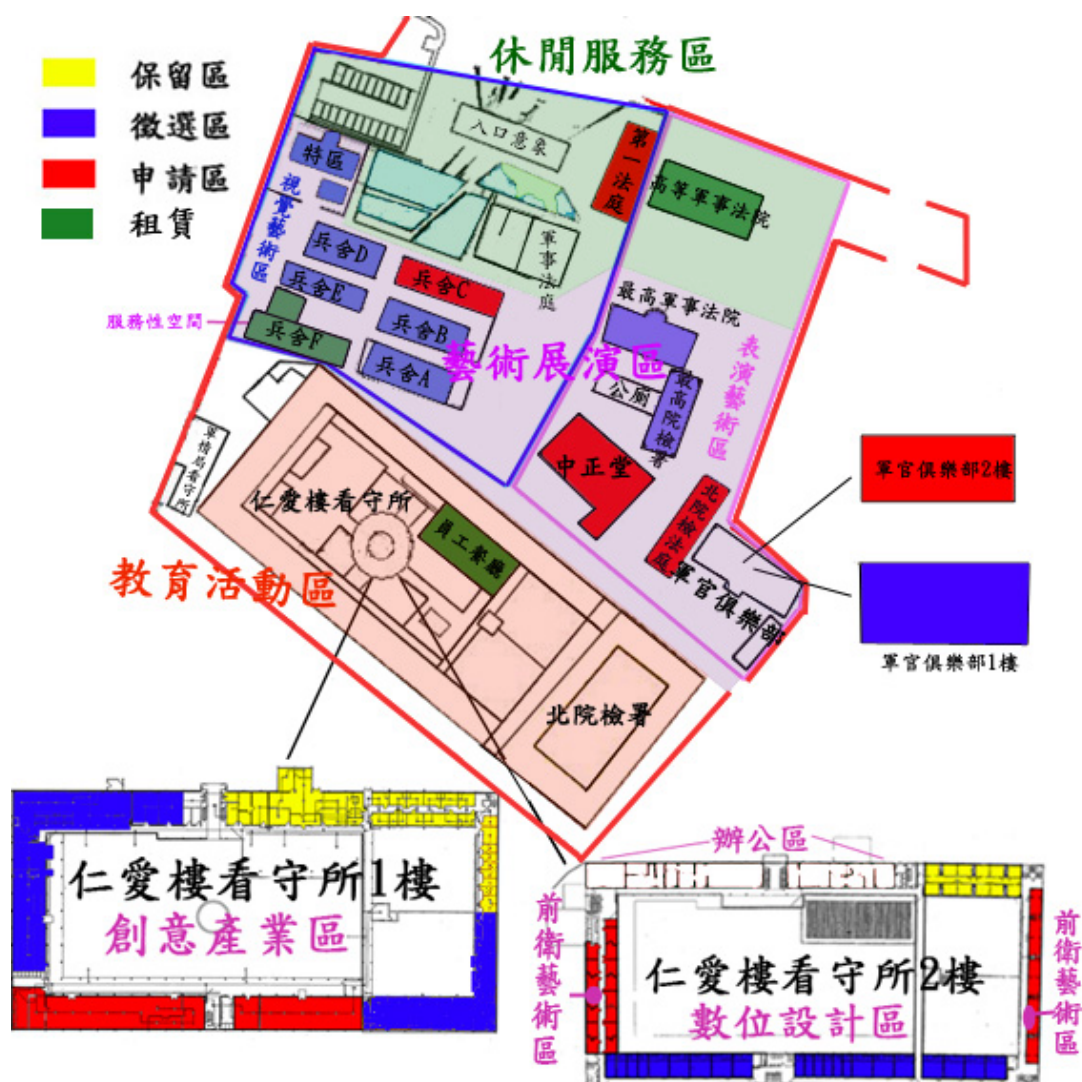 保留區
徵選區
申請區
租賃
休閒服務區
入口意象
第一法庭
高等軍事法院
特區
視覺藝術區
兵舍D
兵舍E
兵舍C
兵舍B
兵舍F
兵舍A
軍事法庭
服務性空間
藝術展演區
最高軍事法院
公廁
最高院檢署
表演藝術區
中正堂
北院檢法庭
軍官俱樂部
軍官俱樂部2樓
軍官俱樂部1樓
軍情局看守所
仁愛樓看守所
員工餐廳
教育活動區
北院檢署
仁愛樓看守所1樓
創意產業區
辦公區
前衛藝術區
仁愛樓看守所2樓
數位設計區
前衛藝術區